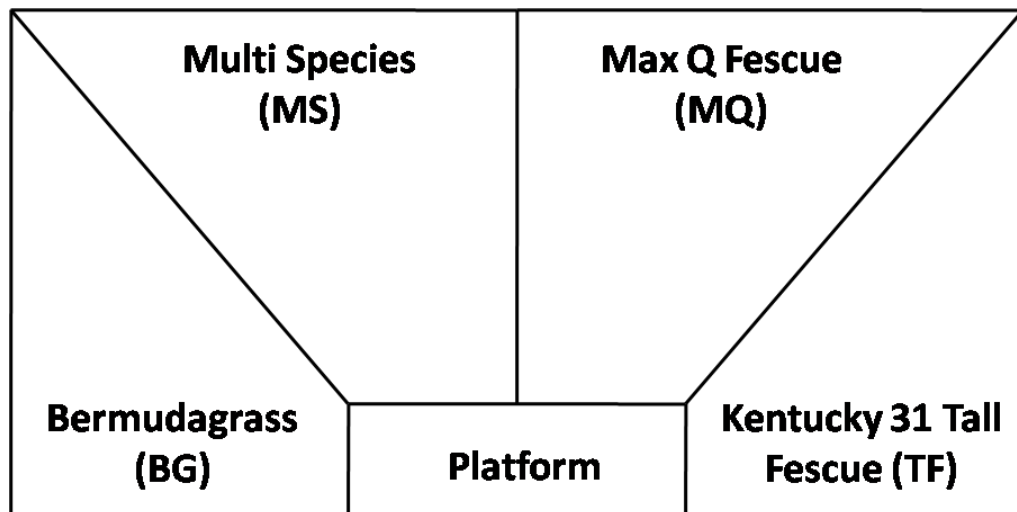 Multi Species
(MS)
Max Q Fescue
(MQ)
Bermudagrass
(BG)
Platform
Kentucky 31 Tall
Fescue (TF)